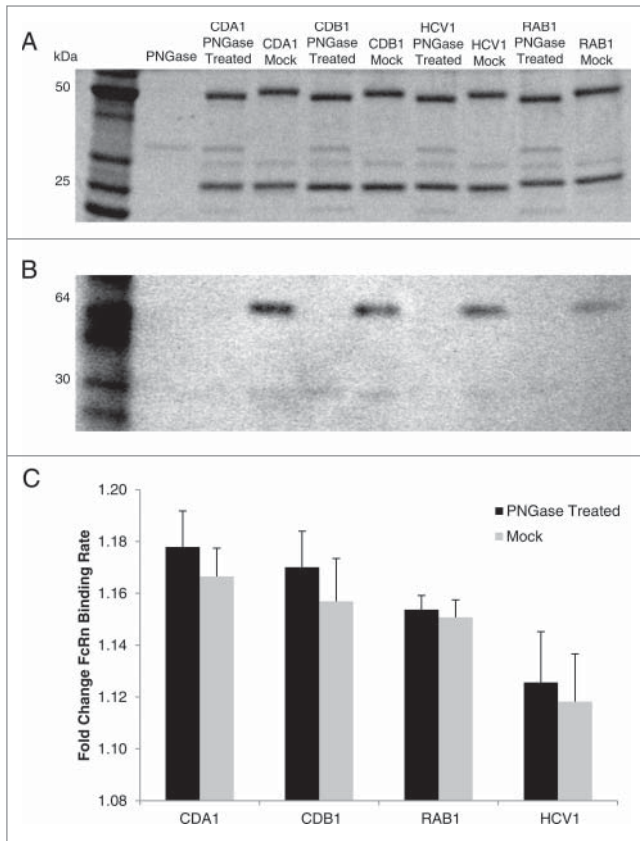 A
kDa
PNGase
CDA1 PNGase Treated
CDA1 Mock
CDB1 PNGase Treated
CDB1 Mock
HCV1 PNGase Treated
HCV1 Mock
RAB1 PNGase Treated
RAB1 Mock
50
25
B
64
30
C
Fold Change FcRn Binding Rate
1.20
1.18
1.16
1.14
1.12
1.10
1.08
PNGase Treated
Mock
CDA1
CDB1
RAB1
HCV1